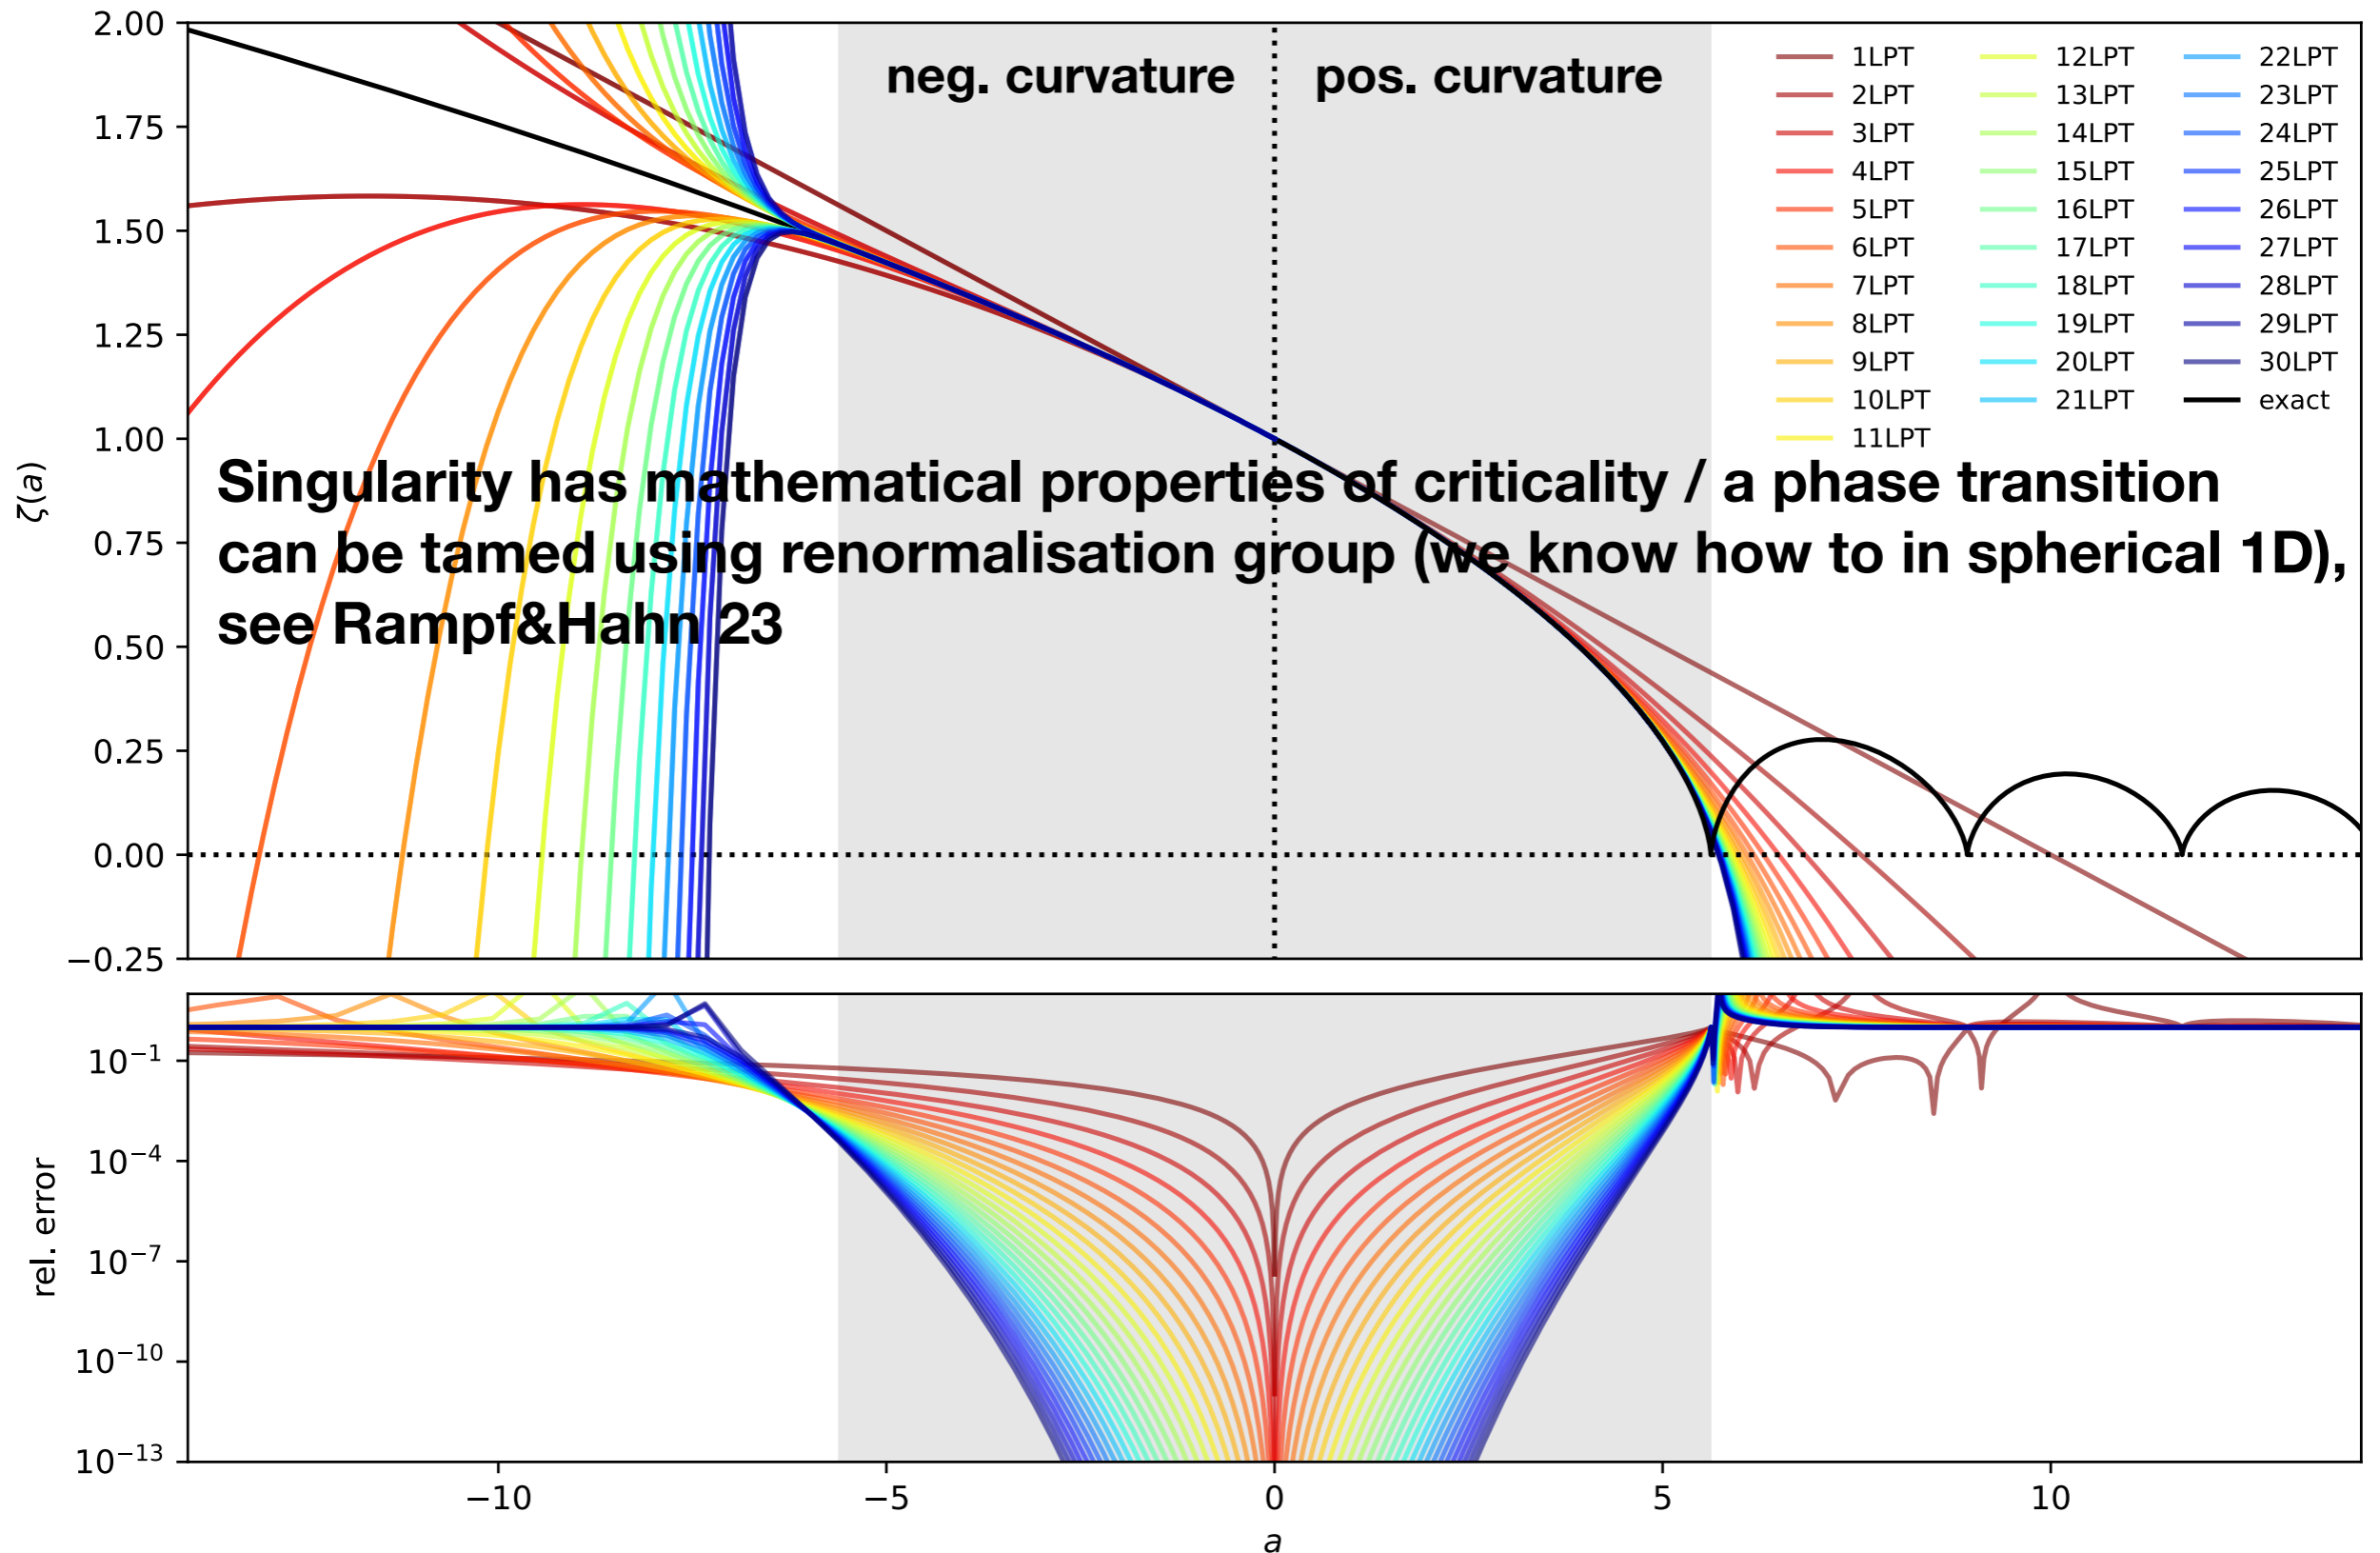 2.00
1.75
1.50
1.25
1.00
0.75
0.50
0.25
0.00
−0.25
ζ(a)
neg. curvature
pos. curvature
1LPT
2LPT
3LPT
4LPT
5LPT
6LPT
7LPT
8LPT
9LPT
10LPT
11LPT
12LPT
13LPT
14LPT
15LPT
16LPT
17LPT
18LPT
19LPT
20LPT
21LPT
22LPT
23LPT
24LPT
25LPT
26LPT
27LPT
28LPT
29LPT
30LPT
exact
Singularity has mathematical properties of criticality / a phase transition
can be tamed using renormalisation group (we know how to in spherical 1D),
see Rampf&Hahn 23
10⁻¹
10⁻⁴
10⁻⁷
10⁻¹⁰
10⁻¹³
rel. error
−10
−5
0
5
10
a